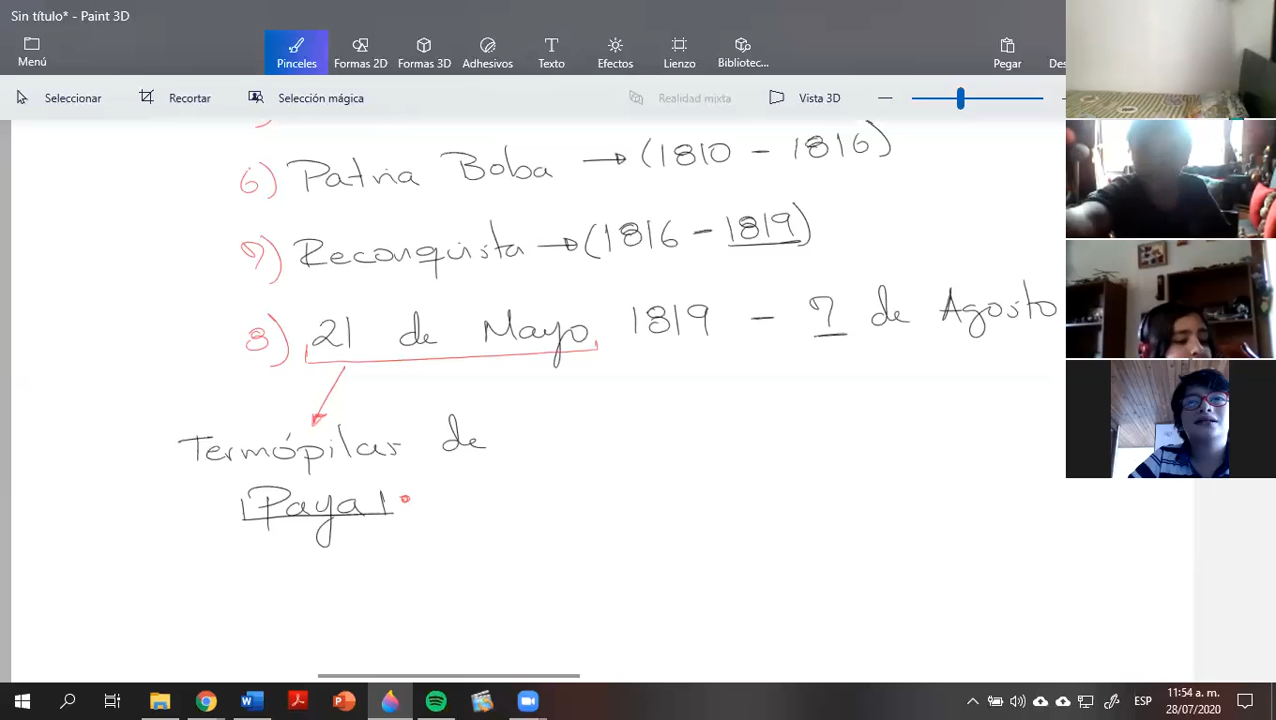 Sin título* - Paint 3D
Menú
Pinceles
Formas 2D
Formas 3D
Adhesivos
Texto
Efectos
Lienzo
Bibliotec...
Pegar
Des
Seleccionar
Recortar
Selección mágica
Realidad mixta
Vista 3D
6) Patria Boba → (1810 - 1816)
7) Reconquista → (1816 - 1819)
8) 21 de Mayo 1819 - 7 de Agosto
Termópilas de
Paya
ESP
11:54 a. m.
28/07/2020